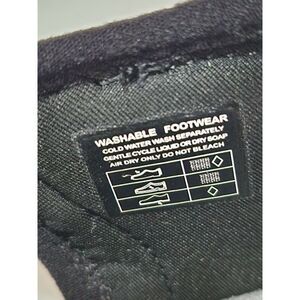 WASHABLE FOOTWEAR
COLD WATER WASH SEPARATELY
GENTLE CYCLE LIQUID OR DRY SOAP
AIR DRY ONLY DO NOT BLEACH